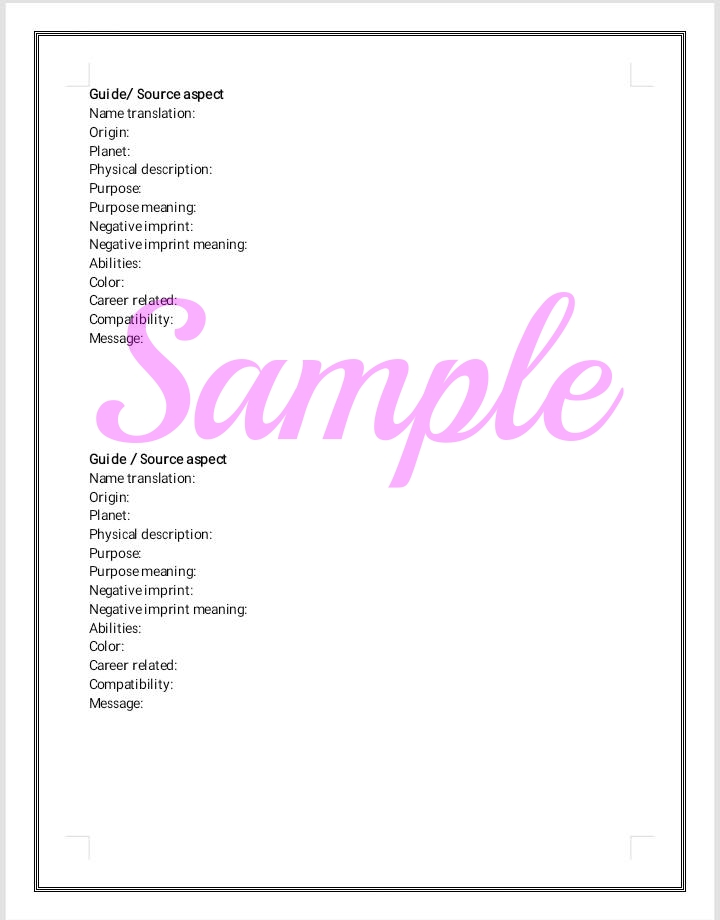 Guide/ Source aspect
Name translation:
Origin:
Planet:
Physical description:
Purpose:
Purpose meaning:
Negative imprint:
Negative imprint meaning:
Abilities:
Color:
Career related:
Compatibility:
Message:
Sample
Guide / Source aspect
Name translation:
Origin:
Planet:
Physical description:
Purpose:
Purpose meaning:
Negative imprint:
Negative imprint meaning:
Abilities:
Color:
Career related:
Compatibility:
Message: